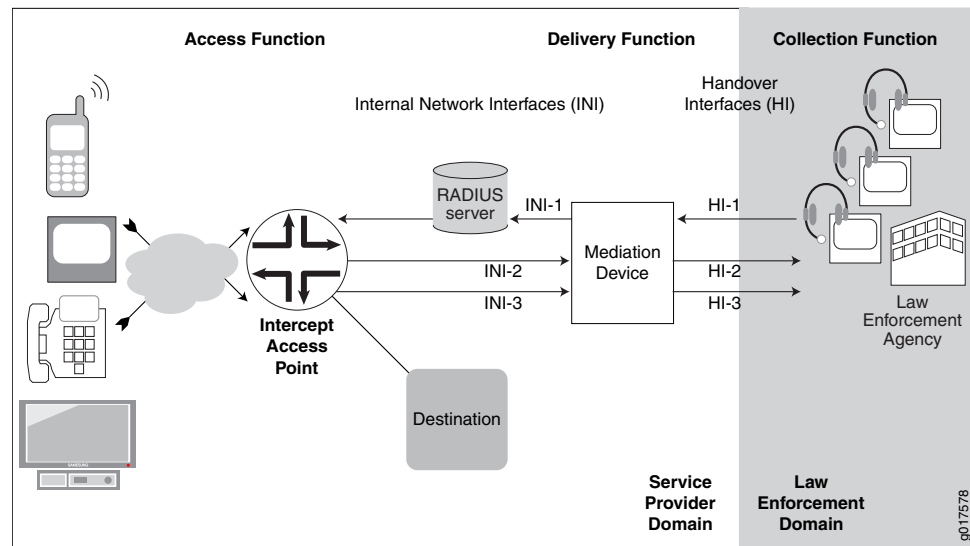 Access Function
Delivery Function
Collection Function
Internal Network Interfaces (INI)
Handover
Interfaces (HI)
RADIUS
server
INI-1
HI-1
Mediation
Device
INI-2
HI-2
INI-3
HI-3
Intercept
Access
Point
Law
Enforcement
Agency
Destination
SAMSUNG
Service
Provider
Domain
Law
Enforcement
Domain
g017578